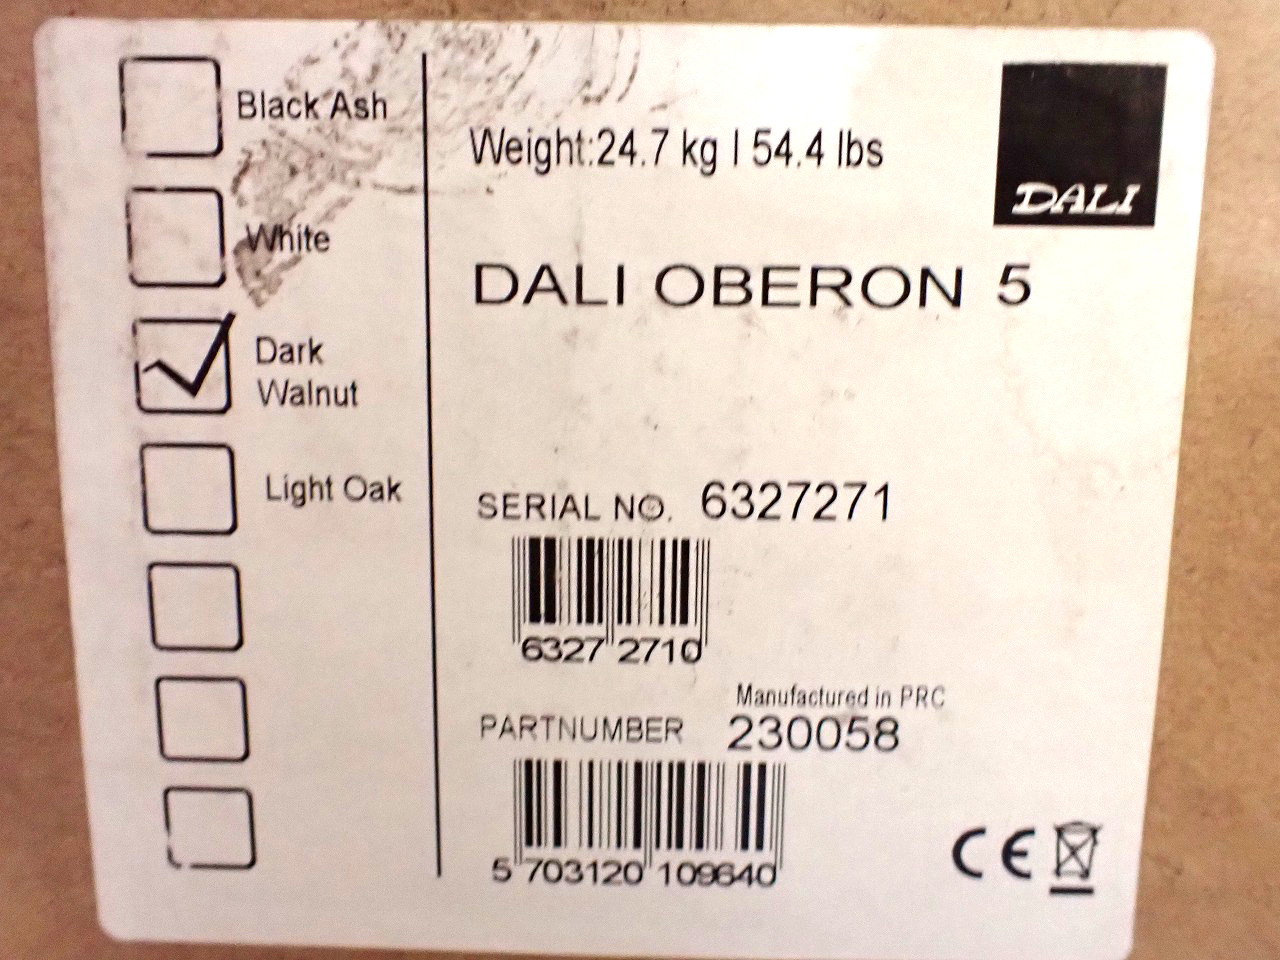 Black Ash
White
Dark
Walnut
Light Oak
Weight:24.7 kg | 54.4 lbs
DALI
DALI OBERON 5
SERIAL NO. 6327271
6327 2710
Manufactured in PRC
PARTNUMBER 230058
5 703120 109640
CE